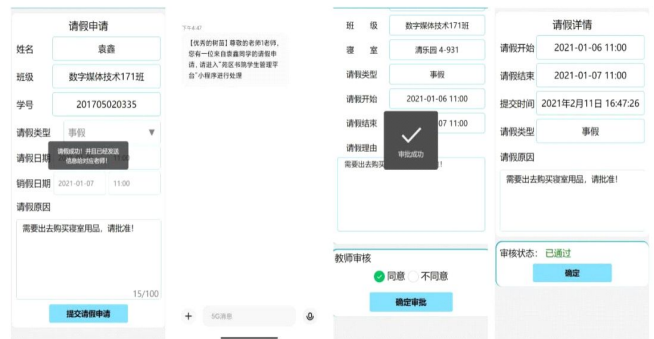 请假申请
姓名
袁鑫
班级
数字媒体技术171班
学号
201705020335
请假类型
事假
请假日期
请假成功！并且已经发送
信息给对应老师！
销假日期
2021-01-07
11:00
请假原因
需要出去购买寝室用品，请批准！
15/100
提交请假申请
下午4:47
【优秀的树苗】尊敬的老师1老师,
您有一位来自袁鑫同学的请假申
请, 请进入"苑区书院学生管理平
台"小程序进行处理
+
5G消息
班 级
数字媒体技术171班
寝 室
清乐园 4-931
请假类型
事假
请假开始
2021-01-06 11:00
请假结束
07 11:00
审批成功
请假理由
需要出去购买
教师审核
同意
不同意
确定审批
请假详情
请假开始
2021-01-06 11:00
请假结束
2021-01-07 11:00
提交时间
2021年2月11日 16:47:26
请假类型
事假
请假原因
需要出去购买寝室用品，请批准！
审核状态：
已通过
确定